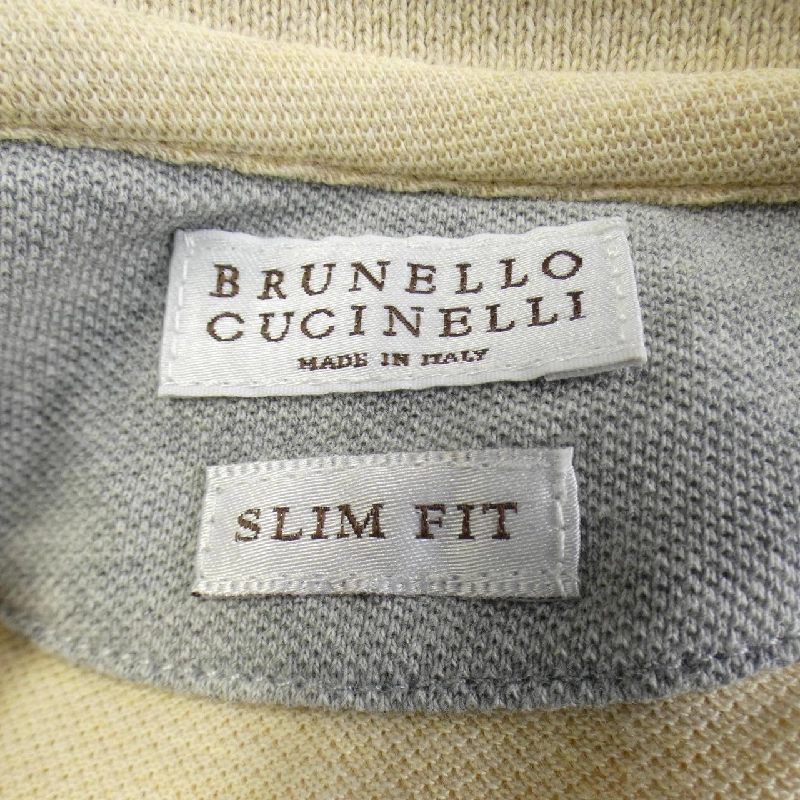 BRUNELLO
CUCINELLI
MADE IN ITALY
SLIM FIT